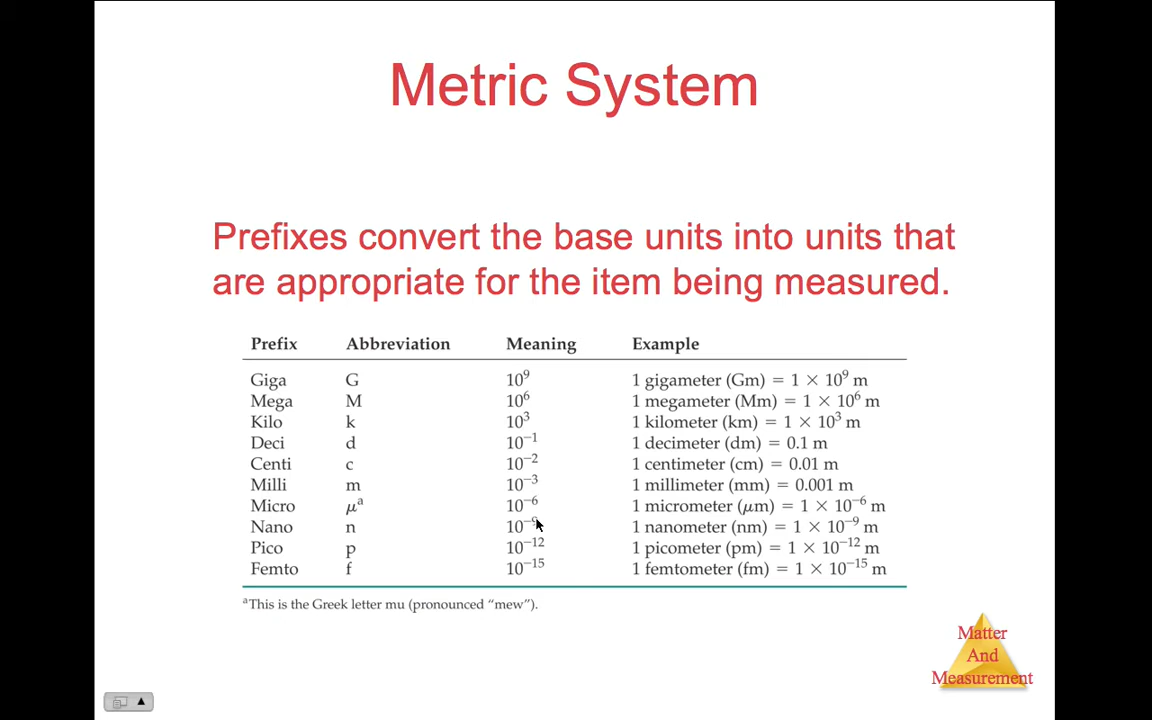 Metric System
Prefixes convert the base units into units that
are appropriate for the item being measured.
Prefix Abbreviation Meaning Example
Giga G 10⁹ 1 gigameter (Gm) = 1 × 10⁹ m
Mega M 10⁶ 1 megameter (Mm) = 1 × 10⁶ m
Kilo k 10³ 1 kilometer (km) = 1 × 10³ m
Deci d 10⁻¹ 1 decimeter (dm) = 0.1 m
Centi c 10⁻² 1 centimeter (cm) = 0.01 m
Milli m 10⁻³ 1 millimeter (mm) = 0.001 m
Micro μᵃ 10⁻⁶ 1 micrometer (μm) = 1 × 10⁻⁶ m
Nano n 10⁻⁹ 1 nanometer (nm) = 1 × 10⁻⁹ m
Pico p 10⁻¹² 1 picometer (pm) = 1 × 10⁻¹² m
Femto f 10⁻¹⁵ 1 femtometer (fm) = 1 × 10⁻¹⁵ m
ᵃThis is the Greek letter mu (pronounced “mew”).
Matter
And
Measurement